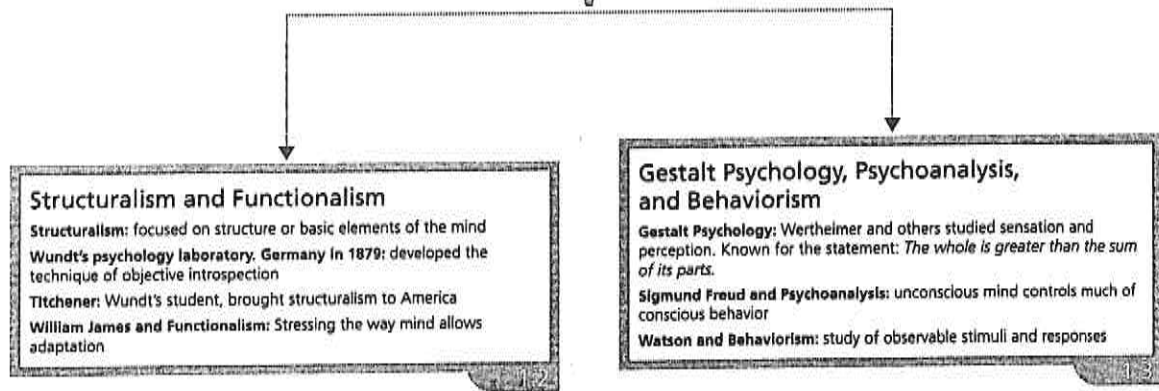 Structuralism and Functionalism
Structuralism: focused on structure or basic elements of the mind
Wundt's psychology laboratory. Germany in 1879: developed the
technique of objective introspection
Titchener: Wundt's student, brought structuralism to America
William James and Functionalism: Stressing the way mind allows
adaptation
1.2
Gestalt Psychology, Psychoanalysis,
and Behaviorism
Gestalt Psychology: Wertheimer and others studied sensation and
perception. Known for the statement: The whole is greater than the sum
of its parts.
Sigmund Freud and Psychoanalysis: unconscious mind controls much of
conscious behavior
Watson and Behaviorism: study of observable stimuli and responses
1.3